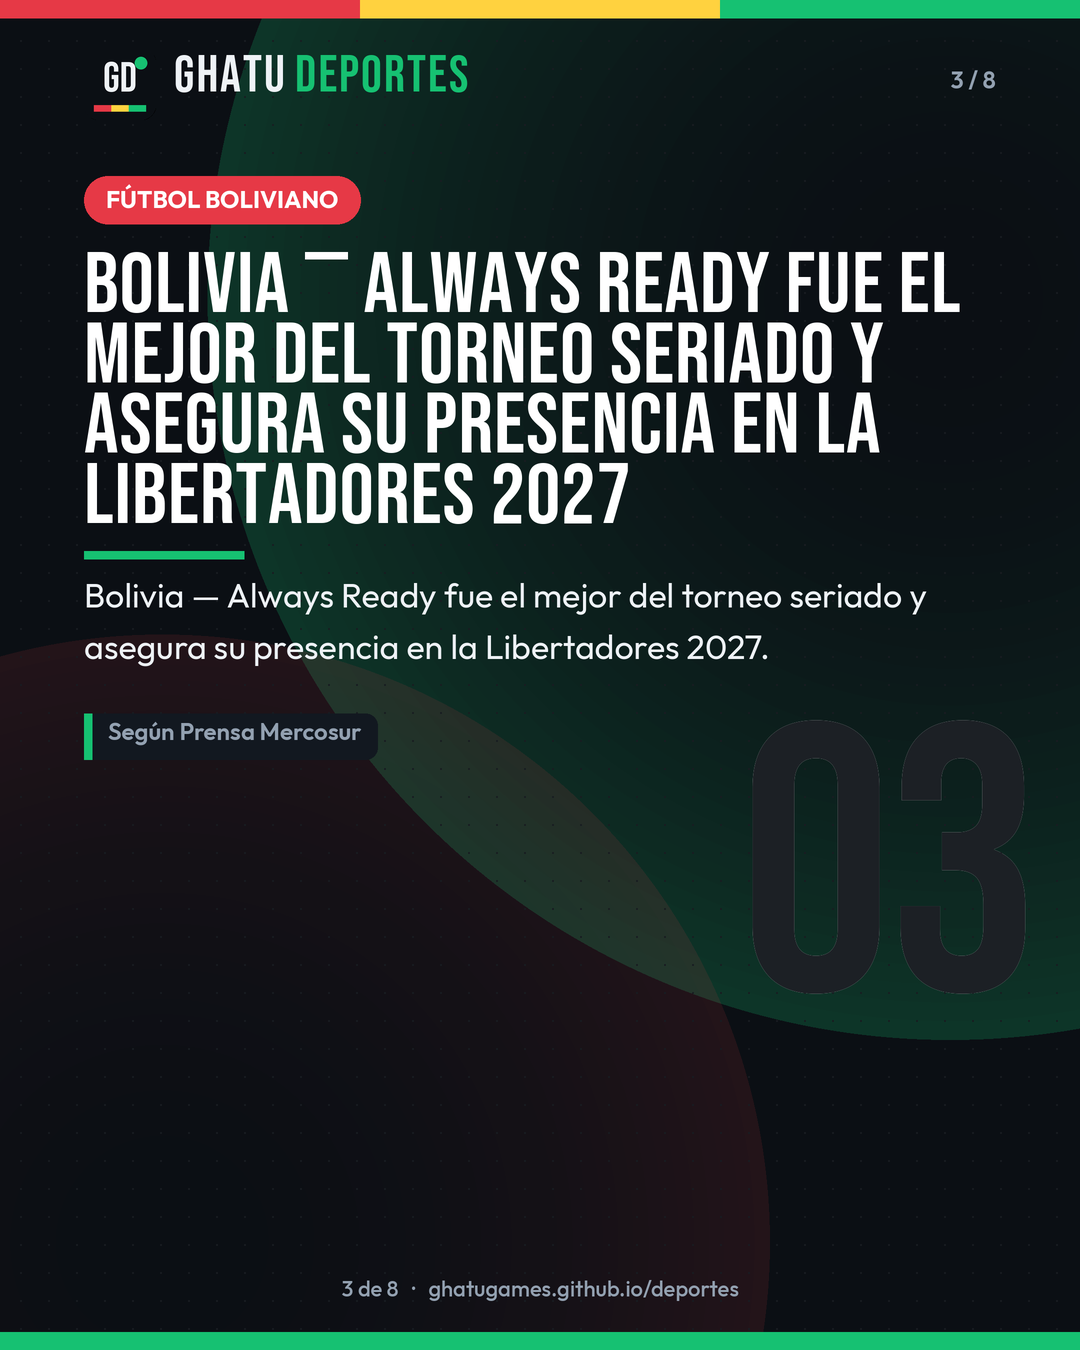 GD GHATU DEPORTES
3 / 8
FÚTBOL BOLIVIANO
BOLIVIA — ALWAYS READY FUE EL
MEJOR DEL TORNEO SERIADO Y
ASEGURA SU PRESENCIA EN LA
LIBERTADORES 2027
Bolivia — Always Ready fue el mejor del torneo seriado y
asegura su presencia en la Libertadores 2027.
Según Prensa Mercosur
03
3 de 8 · ghatugames.github.io/deportes